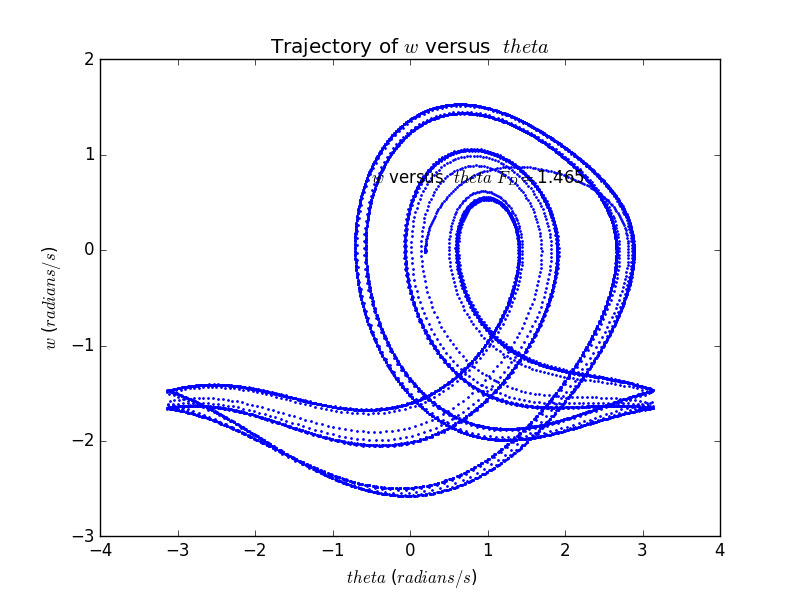 Trajectory of w versus theta
2
1
w versus theta F_D = 1.465
0
w (radians/s)
−1
−2
−3
−4 −3 −2 −1 0 1 2 3 4
theta (radians/s)